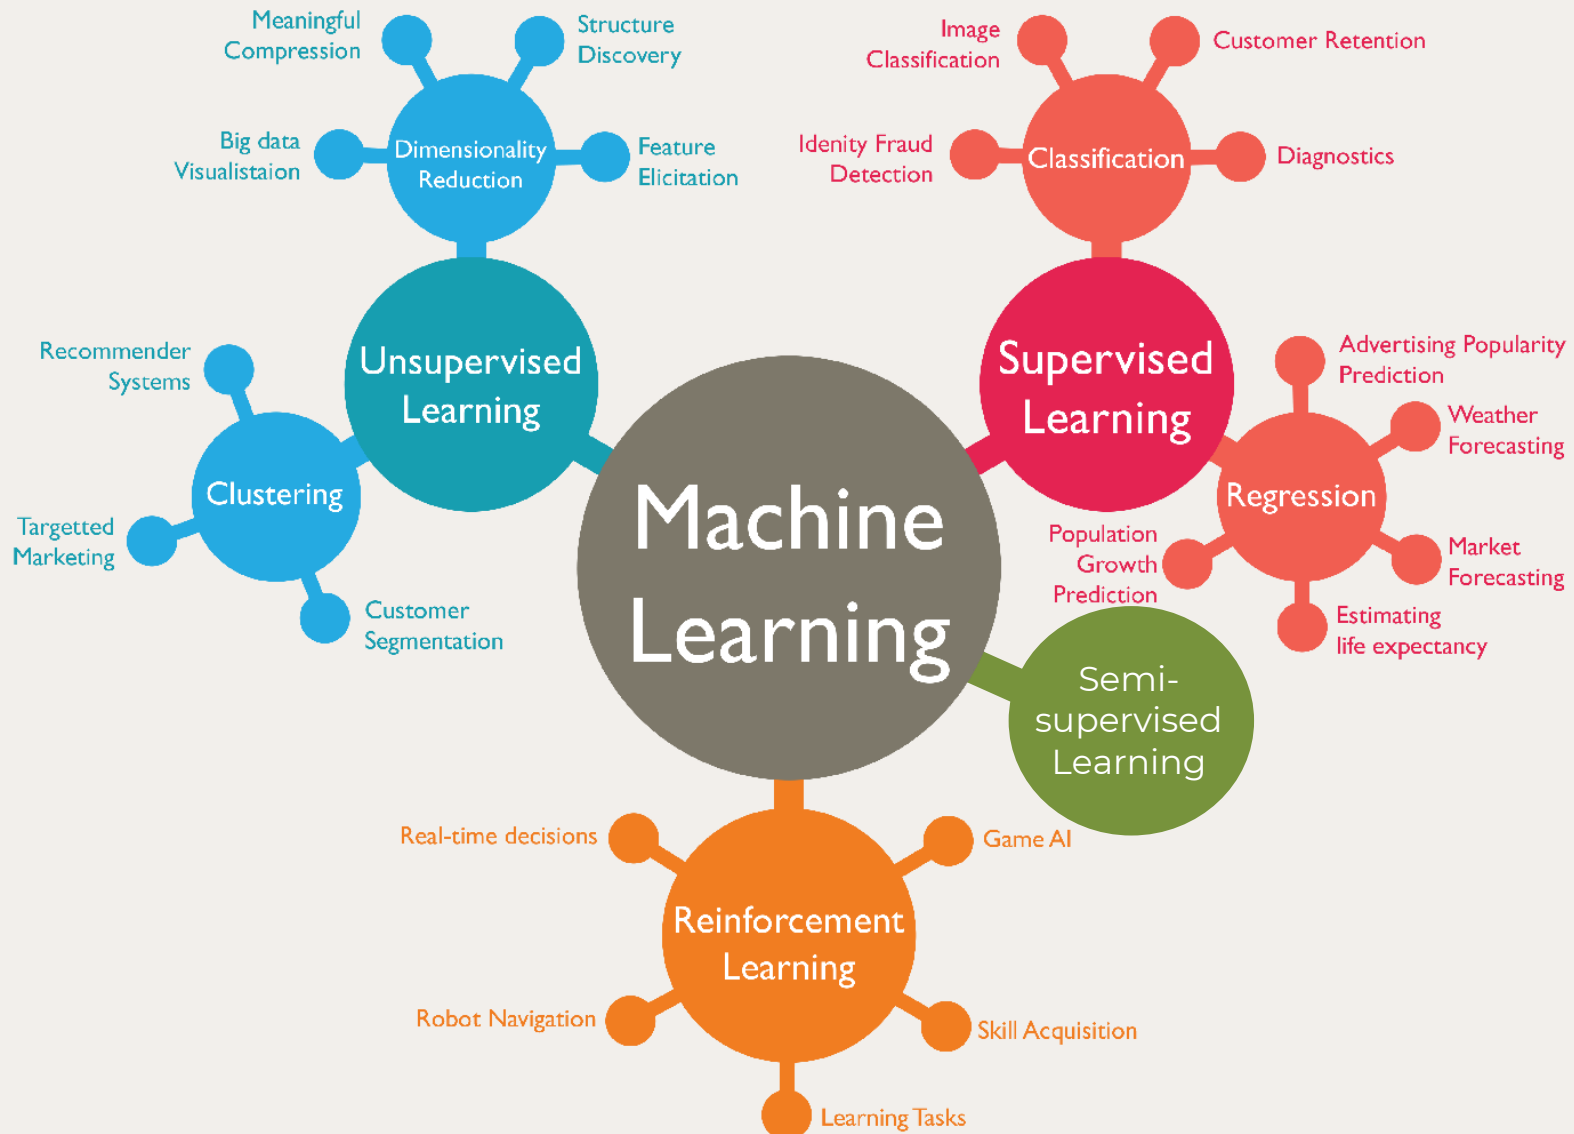 Meaningful
Compression
Structure
Discovery
Big data
Visualistaion
Dimensionality
Reduction
Feature
Elicitation
Image
Classification
Customer Retention
Idenity Fraud
Detection
Classification
Diagnostics
Unsupervised
Learning
Recommender
Systems
Clustering
Targetted
Marketing
Customer
Segmentation
Supervised
Learning
Advertising Popularity
Prediction
Weather
Forecasting
Regression
Population
Growth
Prediction
Market
Forecasting
Estimating
life expectancy
Machine
Learning
Semi-
supervised
Learning
Real-time decisions
Game AI
Reinforcement
Learning
Robot Navigation
Skill Acquisition
Learning Tasks